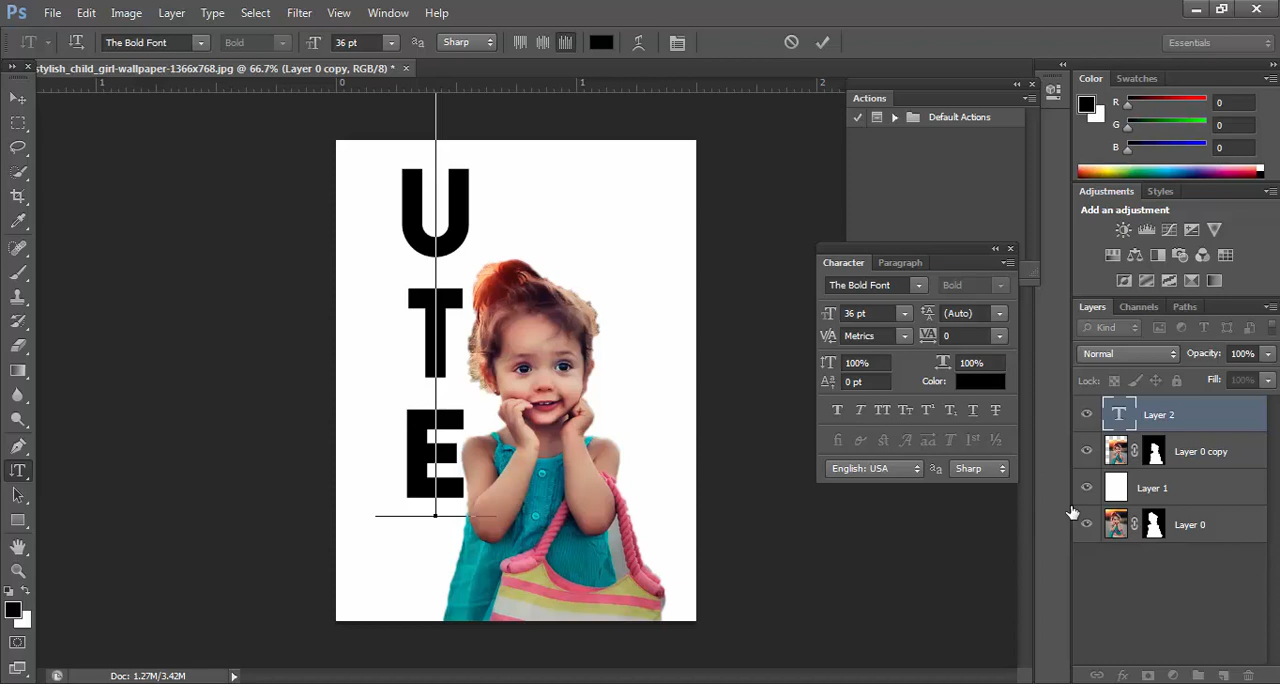 Ps File Edit Image Layer Type Select Filter View Window Help
The Bold Font Bold 36 pt Sharp Essentials
stylish_child_girl-wallpaper-1366x768.jpg @ 66.7% (Layer 0 copy, RGB/8) *
1 0 1 2
Color Swatches
R 0
G 0
B 0
Actions
Default Actions
Adjustments Styles
Add an adjustment
U
T
E
Character Paragraph
The Bold Font Bold
36 pt (Auto)
Metrics 0
100% 100%
0 pt Color:
English: USA Sharp
Layers Channels Paths
Kind
Normal Opacity: 100%
Lock: Fill: 100%
Layer 2
Layer 0 copy
Layer 1
Layer 0
Doc: 1.27M/3.42M